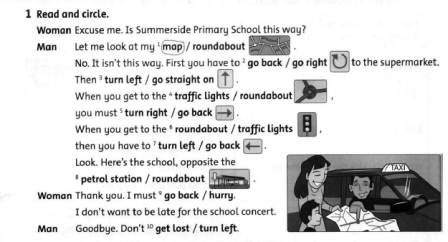 1 Read and circle.
Woman Excuse me. Is Summerside Primary School this way?
Man Let me look at my ¹ map / roundabout .
No. It isn't this way. First you have to ² go back / go right to the supermarket.
Then ³ turn left / go straight on .
When you get to the ⁴ traffic lights / roundabout ,
you must ⁵ turn right / go back .
When you get to the ⁶ roundabout / traffic lights ,
then you have to ⁷ turn left / go back .
Look. Here's the school, opposite the
⁸ petrol station / roundabout .
Woman Thank you. I must ⁹ go back / hurry.
I don't want to be late for the school concert.
Man Goodbye. Don't ¹⁰ get lost / turn left.
TAXI